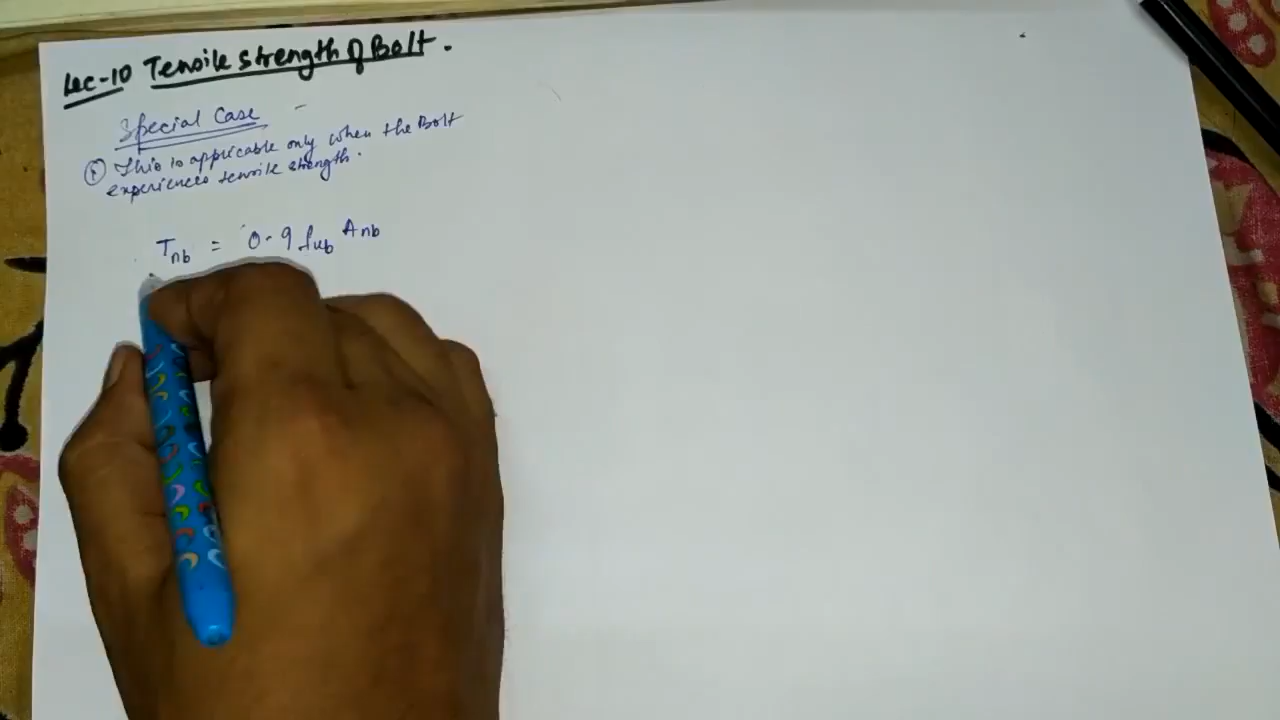 Lec-10 Tensile strength of Bolt.
Special Case
This is applicable only when the Bolt
experiences tensile strength.
Tnb = 0.9 fub Anb